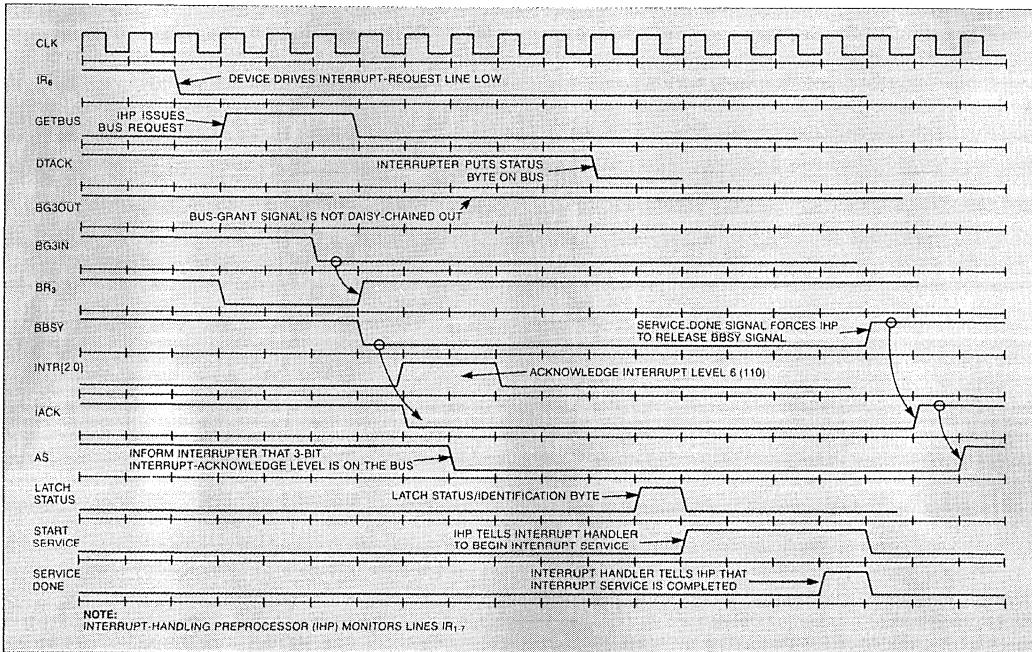 CLK
IR6
DEVICE DRIVES INTERRUPT-REQUEST LINE LOW
GETBUS
IHP ISSUES
BUS REQUEST
DTACK
INTERRUPTER PUTS STATUS
BYTE ON BUS
BG3OUT
BUS-GRANT SIGNAL IS NOT DAISY-CHAINED OUT
BG3IN
BR3
BBSY
SERVICE.DONE SIGNAL FORCES IHP
TO RELEASE BBSY SIGNAL
INTR[2.0]
ACKNOWLEDGE INTERRUPT LEVEL 6 (110)
IACK
AS
INFORM INTERRUPTER THAT 3-BIT
INTERRUPT-ACKNOWLEDGE LEVEL IS ON THE BUS
LATCH
STATUS
LATCH STATUS/IDENTIFICATION BYTE
START
SERVICE
IHP TELLS INTERRUPT HANDLER
TO BEGIN INTERRUPT SERVICE
SERVICE
DONE
INTERRUPT HANDLER TELLS IHP THAT
INTERRUPT SERVICE IS COMPLETED
NOTE:
INTERRUPT-HANDLING PREPROCESSOR (IHP) MONITORS LINES IR1-7